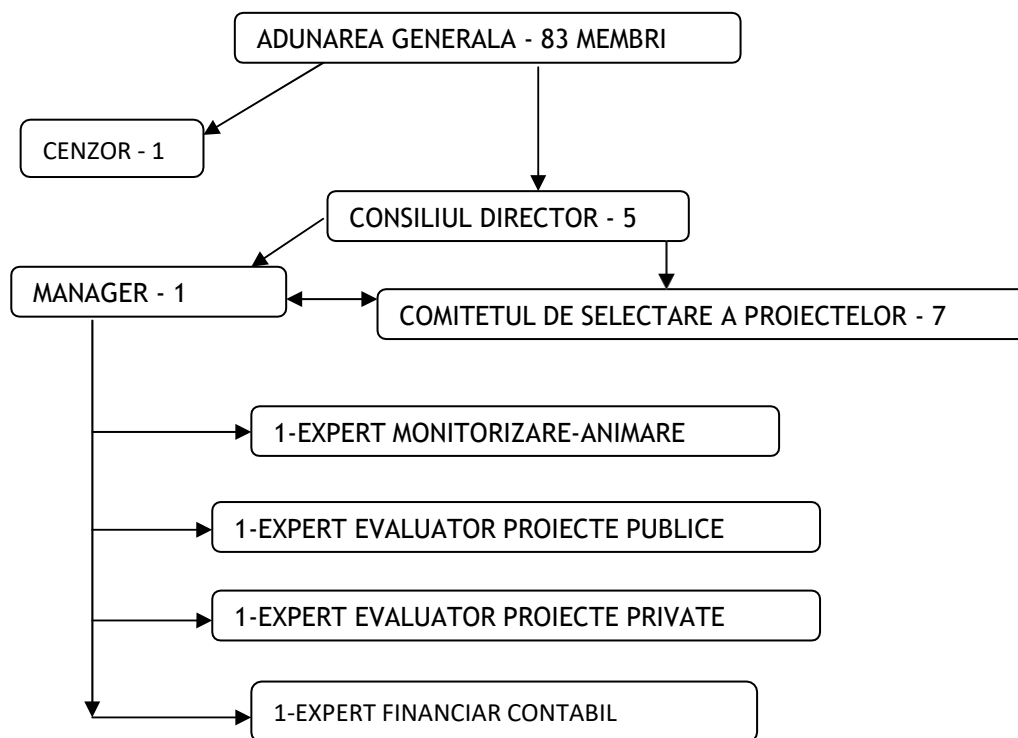 ADUNAREA GENERALA - 83 MEMBRI
CENZOR - 1
CONSILIUL DIRECTOR - 5
MANAGER - 1
COMITETUL DE SELECTARE A PROIECTELOR - 7
1-EXPERT MONITORIZARE-ANIMARE
1-EXPERT EVALUATOR PROIECTE PUBLICE
1-EXPERT EVALUATOR PROIECTE PRIVATE
1-EXPERT FINANCIAR CONTABIL